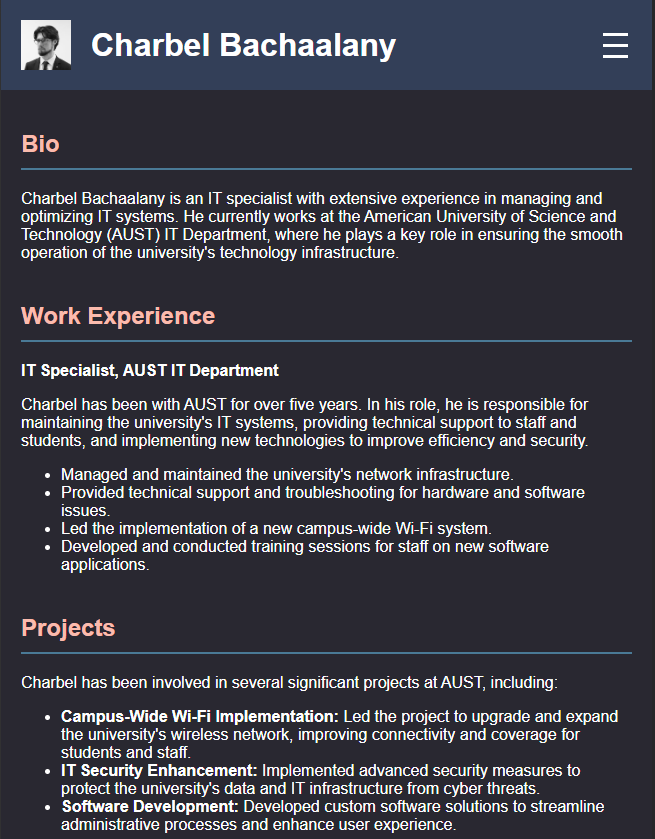 Charbel Bachaalany
Bio
Charbel Bachaalany is an IT specialist with extensive experience in managing and
optimizing IT systems. He currently works at the American University of Science and
Technology (AUST) IT Department, where he plays a key role in ensuring the smooth
operation of the university's technology infrastructure.
Work Experience
IT Specialist, AUST IT Department
Charbel has been with AUST for over five years. In his role, he is responsible for
maintaining the university's IT systems, providing technical support to staff and
students, and implementing new technologies to improve efficiency and security.
• Managed and maintained the university's network infrastructure.
• Provided technical support and troubleshooting for hardware and software
issues.
• Led the implementation of a new campus-wide Wi-Fi system.
• Developed and conducted training sessions for staff on new software
applications.
Projects
Charbel has been involved in several significant projects at AUST, including:
• Campus-Wide Wi-Fi Implementation: Led the project to upgrade and expand
the university's wireless network, improving connectivity and coverage for
students and staff.
• IT Security Enhancement: Implemented advanced security measures to
protect the university's data and IT infrastructure from cyber threats.
• Software Development: Developed custom software solutions to streamline
administrative processes and enhance user experience.